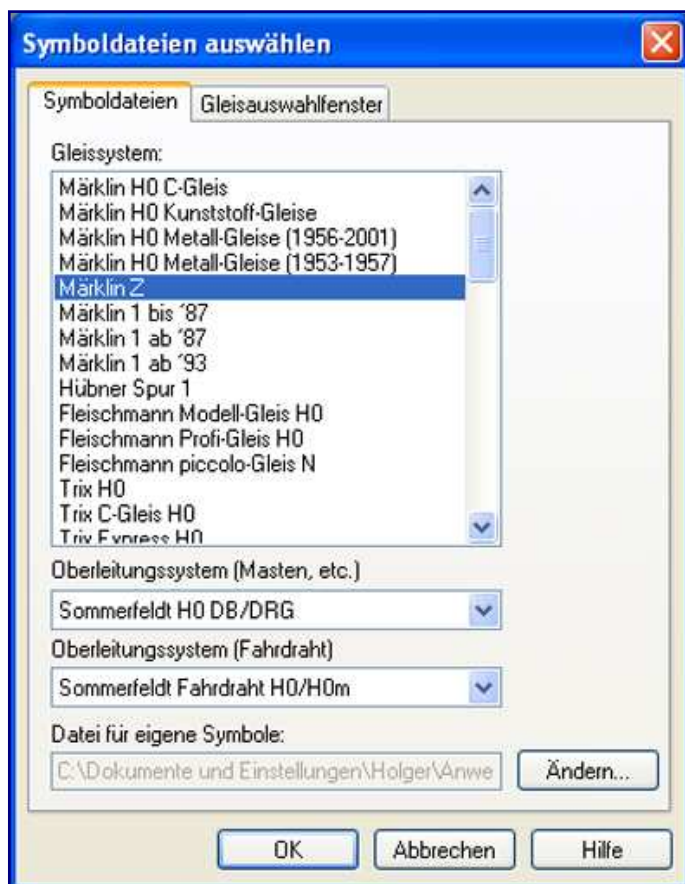 Symboldateien auswählen
Symboldateien Gleisauswahlfenster
Gleissystem:
Märklin H0 C-Gleis
Märklin H0 Kunststoff-Gleise
Märklin H0 Metall-Gleise (1956-2001)
Märklin H0 Metall-Gleise (1953-1957)
Märklin Z
Märklin 1 bis ´87
Märklin 1 ab ´87
Märklin 1 ab ´93
Hübner Spur 1
Fleischmann Modell-Gleis H0
Fleischmann Profi-Gleis H0
Fleischmann piccolo-Gleis N
Trix H0
Trix C-Gleis H0
Trix Express H0
Oberleitungssystem (Masten, etc.)
Sommerfeldt H0 DB/DRG
Oberleitungssystem (Fahrdraht)
Sommerfeldt Fahrdraht H0/H0m
Datei für eigene Symbole:
C:\Dokumente und Einstellungen\Holger\Anwe Ändern...
OK Abbrechen Hilfe